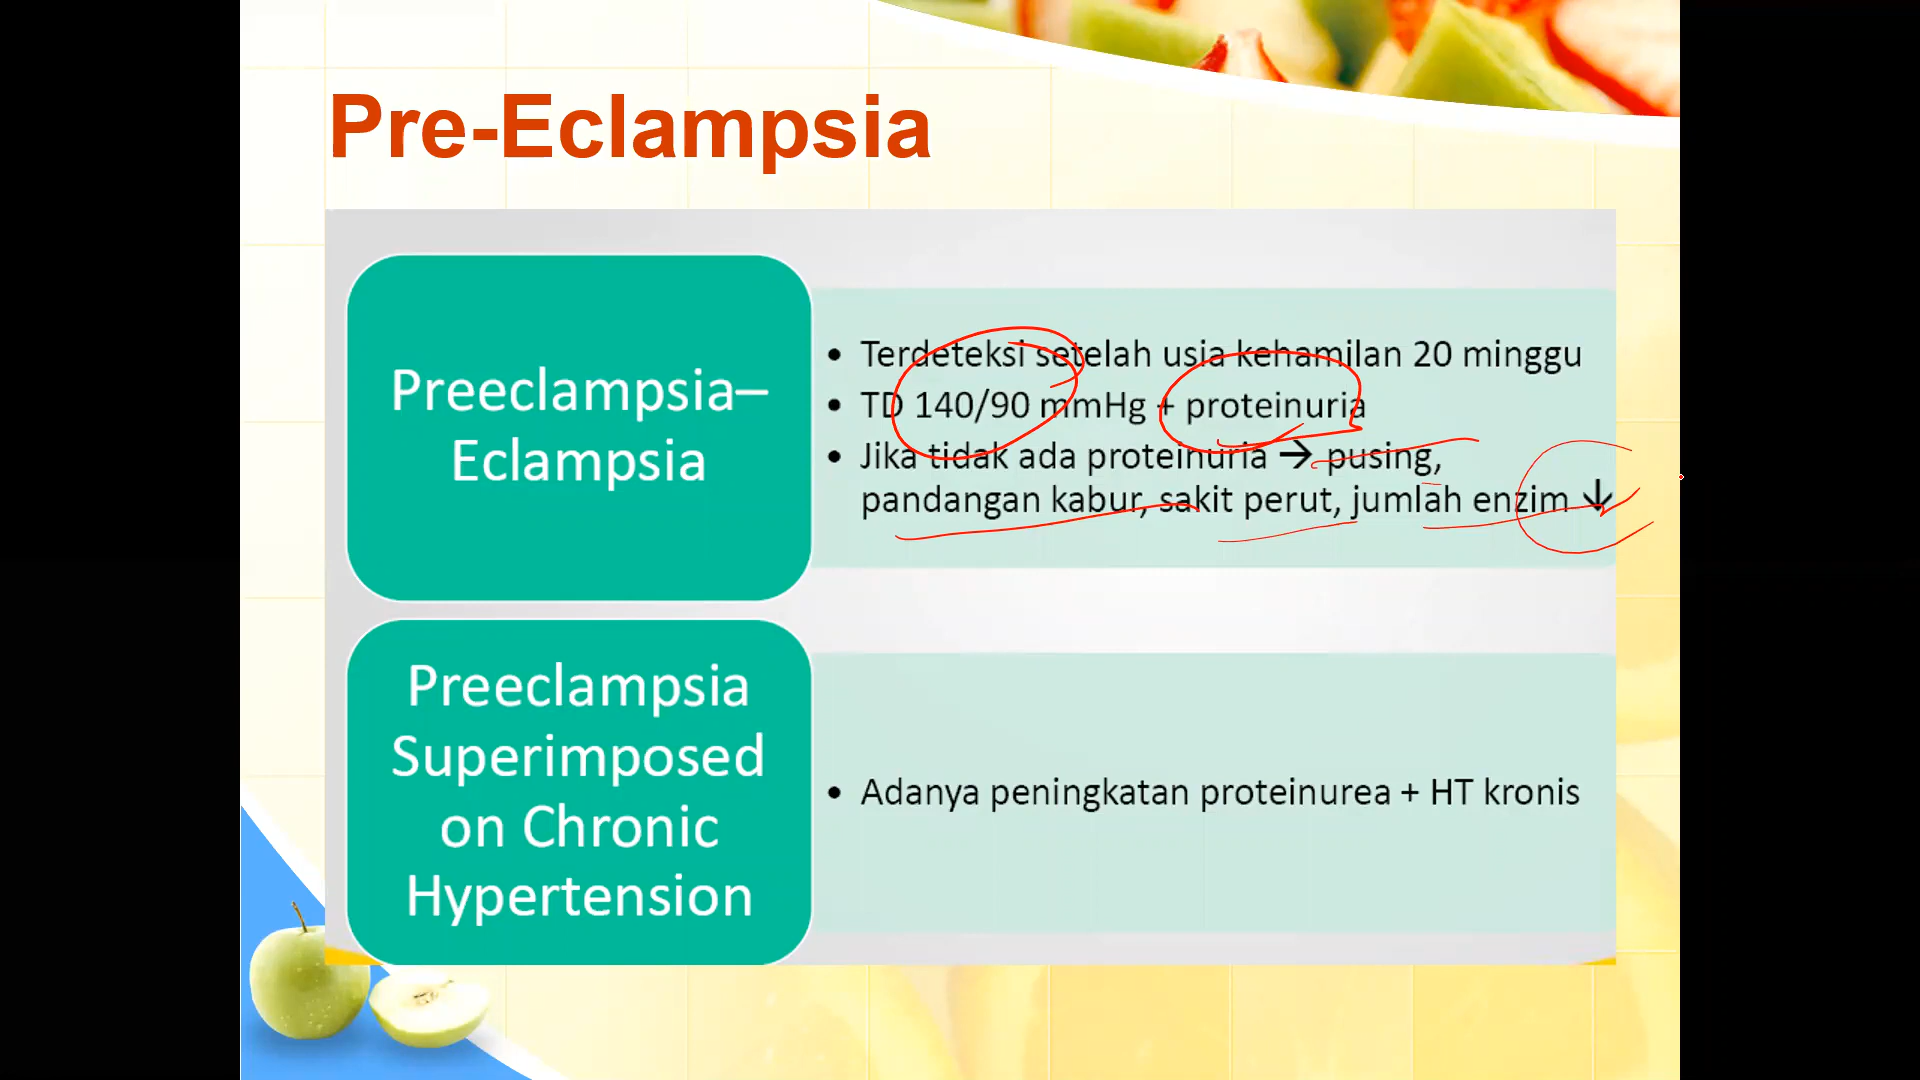 Pre-Eclampsia
Preeclampsia–
Eclampsia
• Terdeteksi setelah usia kehamilan 20 minggu
• TD 140/90 mmHg + proteinuria
• Jika tidak ada proteinuria → pusing,
pandangan kabur, sakit perut, jumlah enzim ↓
Preeclampsia
Superimposed
on Chronic
Hypertension
• Adanya peningkatan proteinurea + HT kronis